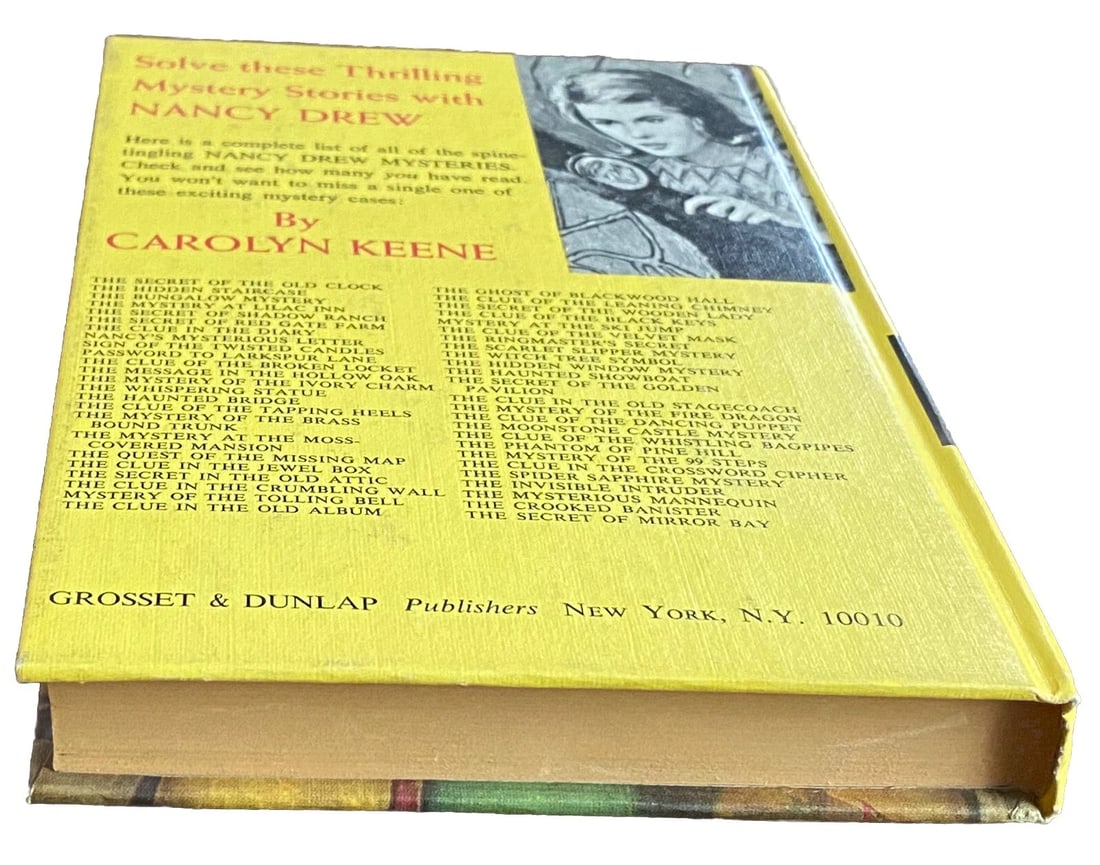 Solve these Thrilling
Mystery Stories with
NANCY DREW
Here is a complete list of all of the spine-
tingling NANCY DREW MYSTERIES.
Check and see how many you have read.
You won't want to miss a single one of
these exciting mystery cases:
By
CAROLYN KEENE
THE SECRET OF THE OLD CLOCK
THE HIDDEN STAIRCASE
THE BUNGALOW MYSTERY
THE MYSTERY AT LILAC INN
THE SECRET OF SHADOW RANCH
THE SECRET OF RED GATE FARM
THE CLUE IN THE DIARY
NANCY'S MYSTERIOUS LETTER
SIGN OF THE TWISTED CANDLES
PASSWORD TO LARKSPUR LANE
THE CLUE OF THE BROKEN LOCKET
THE MESSAGE IN THE HOLLOW OAK
THE MYSTERY OF THE IVORY CHARM
THE WHISPERING STATUE
THE HAUNTED BRIDGE
THE CLUE OF THE TAPPING HEELS
THE MYSTERY OF THE BRASS
BOUND TRUNK
THE MYSTERY AT THE MOSS-
COVERED MANSION
THE QUEST OF THE MISSING MAP
THE CLUE IN THE JEWEL BOX
THE SECRET IN THE OLD ATTIC
THE CLUE IN THE CRUMBLING WALL
MYSTERY OF THE TOLLING BELL
THE CLUE IN THE OLD ALBUM
THE GHOST OF BLACKWOOD HALL
THE CLUE OF THE LEANING CHIMNEY
THE SECRET OF THE WOODEN LADY
THE CLUE OF THE BLACK KEYS
MYSTERY AT THE SKI JUMP
THE CLUE OF THE VELVET MASK
THE RINGMASTER'S SECRET
THE SCARLET SLIPPER MYSTERY
THE WITCH TREE SYMBOL
THE HIDDEN WINDOW MYSTERY
THE HAUNTED SHOWBOAT
THE SECRET OF THE GOLDEN
PAVILION
THE CLUE IN THE OLD STAGECOACH
THE MYSTERY OF THE FIRE DRAGON
THE CLUE OF THE DANCING PUPPET
THE MOONSTONE CASTLE MYSTERY
THE CLUE OF THE WHISTLING BAGPIPES
THE PHANTOM OF PINE HILL
THE MYSTERY OF THE 99 STEPS
THE CLUE IN THE CROSSWORD CIPHER
THE SPIDER SAPPHIRE MYSTERY
THE INVISIBLE INTRUDER
THE MYSTERIOUS MANNEQUIN
THE CROOKED BANISTER
THE SECRET OF MIRROR BAY
GROSSET & DUNLAP Publishers NEW YORK, N.Y. 10010